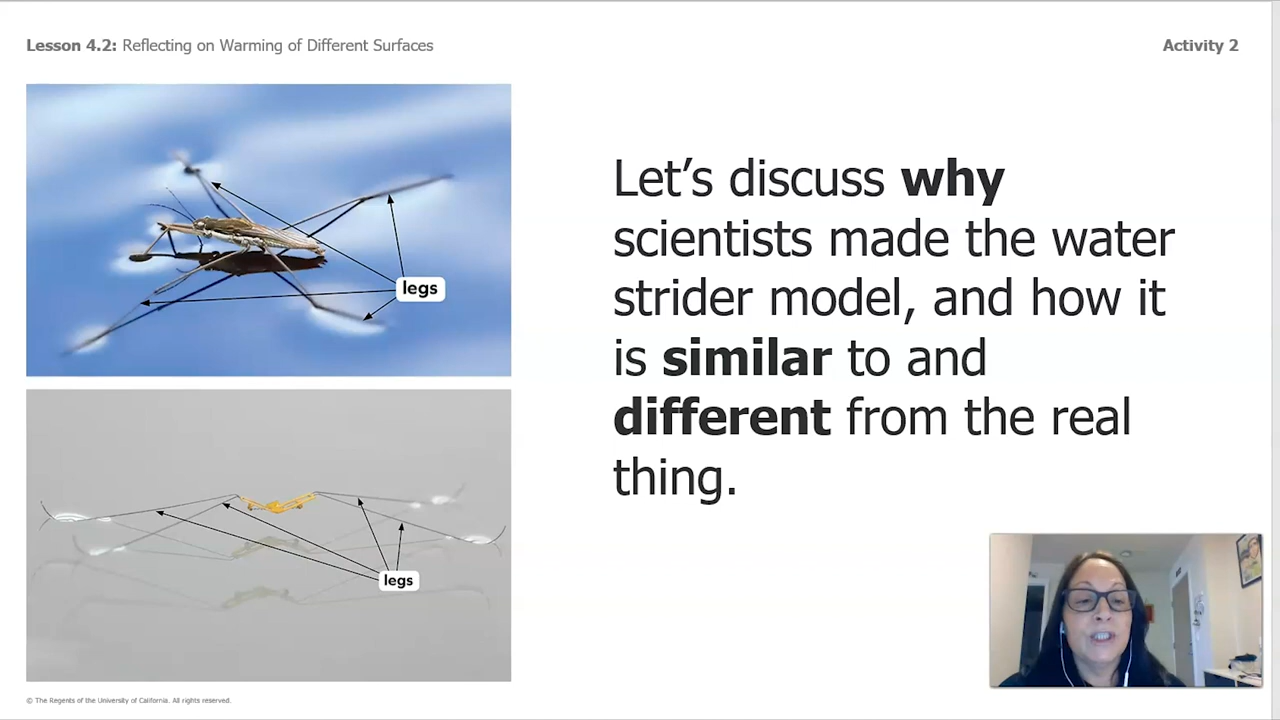 Lesson 4.2: Reflecting on Warming of Different Surfaces
Activity 2
legs
legs
Let’s discuss why
scientists made the water
strider model, and how it
is similar to and
different from the real
thing.
© The Regents of the University of California. All rights reserved.